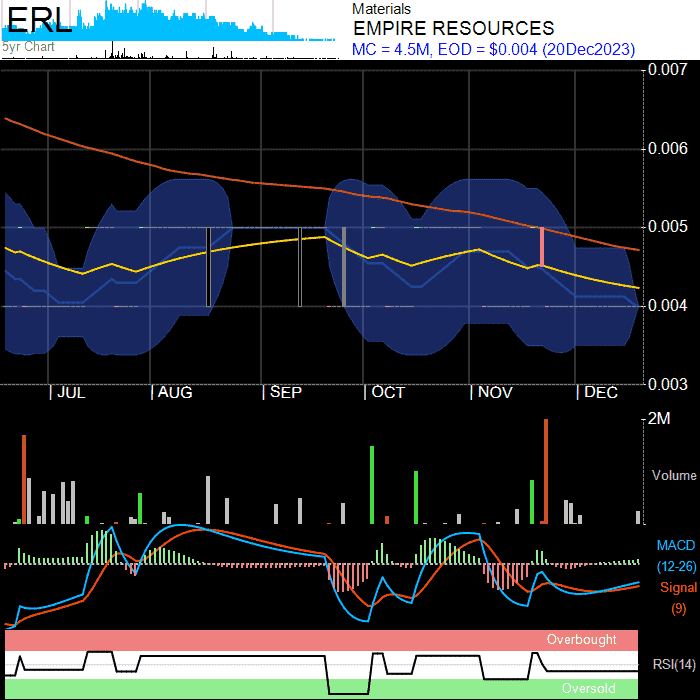 ERL
5yr Chart
Materials
EMPIRE RESOURCES
MC = 4.5M, EOD = $0.004 (20Dec2023)
0.007
0.006
0.005
0.004
0.003
| JUL | AUG | SEP | OCT | NOV | DEC
2M
Volume
MACD
(12-26)
Signal
(9)
Overbought
RSI(14)
Oversold